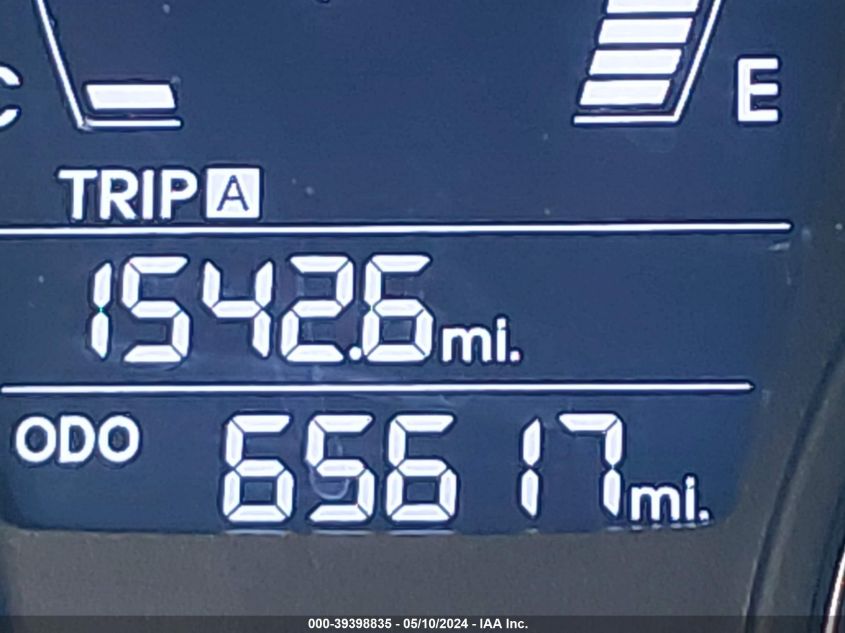 C E
TRIP A
1542.6 mi.
ODO 65617 mi.
000-39398835 - 05/10/2024 - IAA Inc.